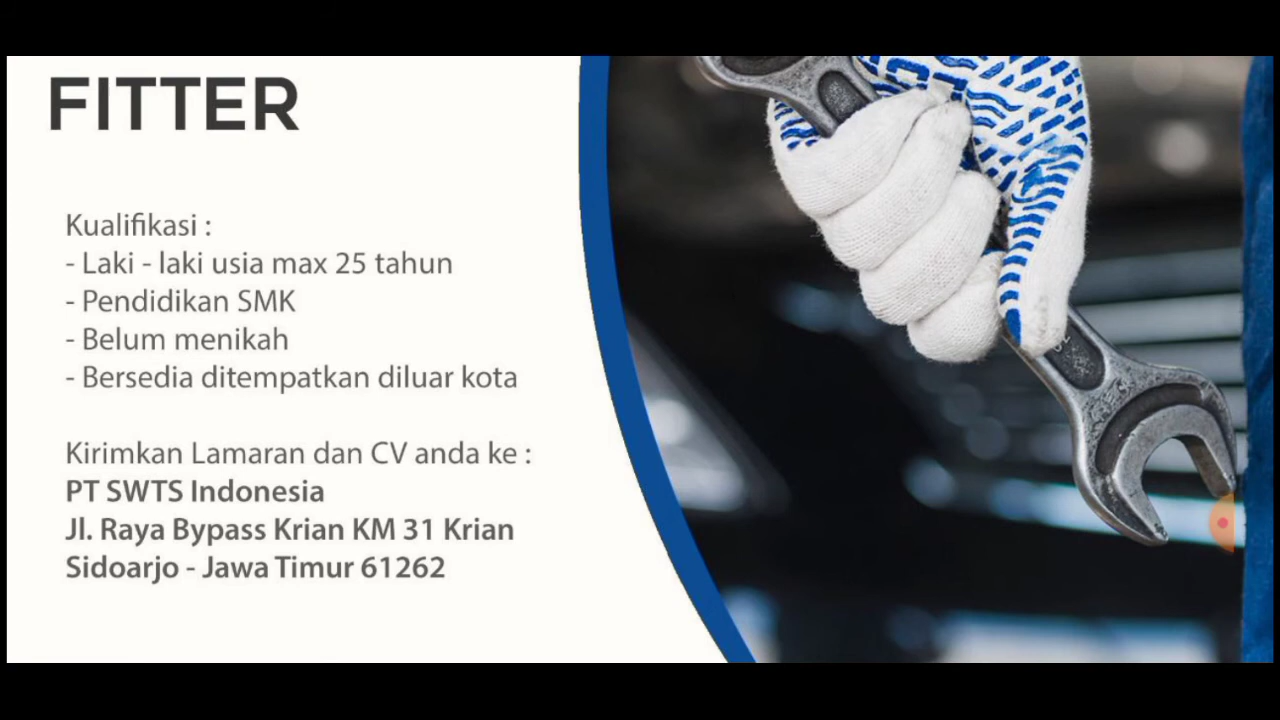 FITTER
Kualifikasi :
- Laki - laki usia max 25 tahun
- Pendidikan SMK
- Belum menikah
- Bersedia ditempatkan diluar kota
Kirimkan Lamaran dan CV anda ke :
PT SWTS Indonesia
Jl. Raya Bypass Krian KM 31 Krian
Sidoarjo - Jawa Timur 61262